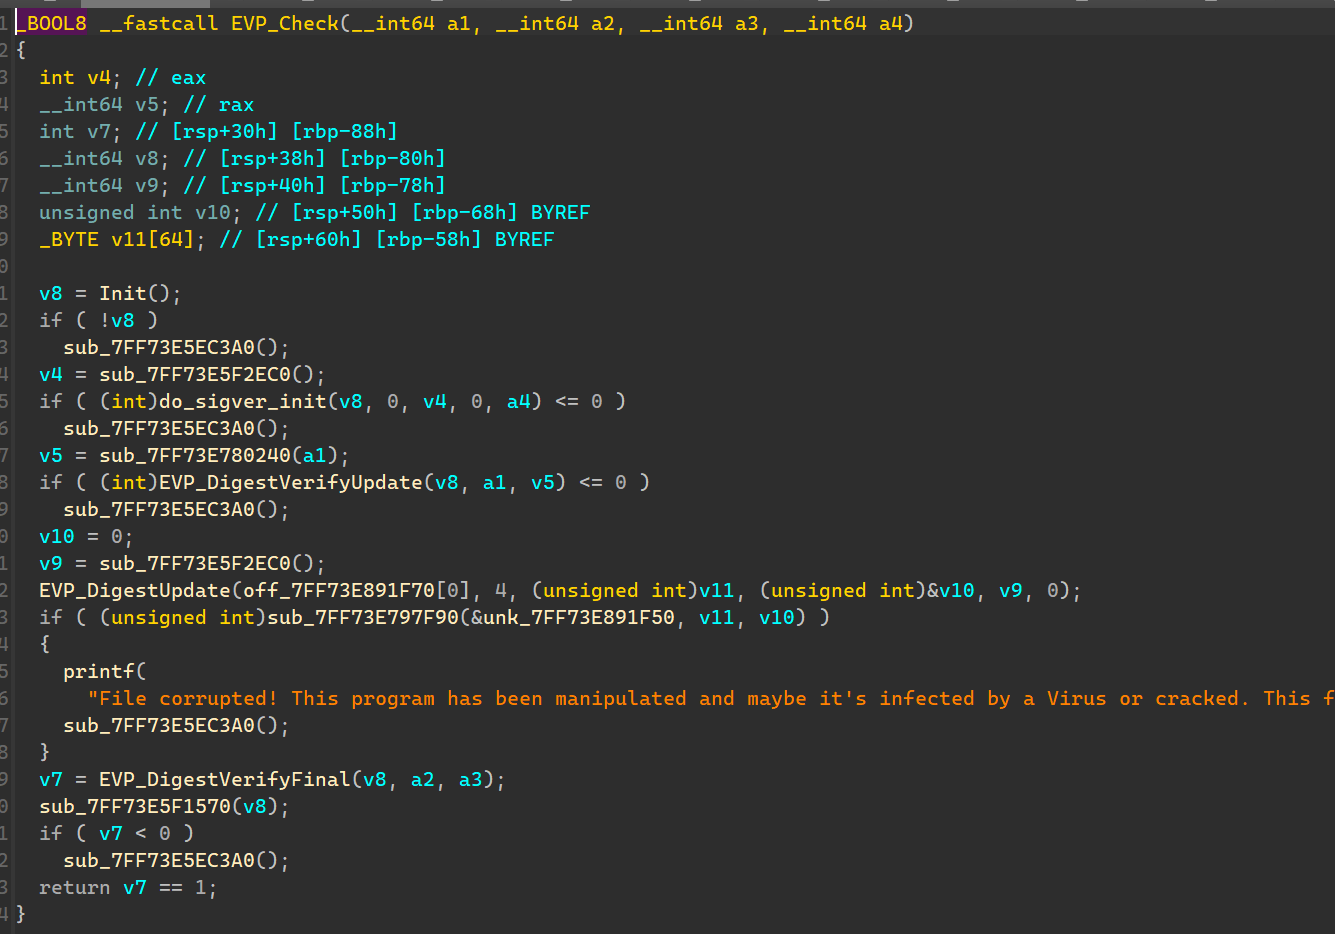 1 _BOOL8 __fastcall EVP_Check(__int64 a1, __int64 a2, __int64 a3, __int64 a4)
2 {
3   int v4; // eax
4   __int64 v5; // rax
5   int v7; // [rsp+30h] [rbp-88h]
6   __int64 v8; // [rsp+38h] [rbp-80h]
7   __int64 v9; // [rsp+40h] [rbp-78h]
8   unsigned int v10; // [rsp+50h] [rbp-68h] BYREF
9   _BYTE v11[64]; // [rsp+60h] [rbp-58h] BYREF
0
1   v8 = Init();
2   if ( !v8 )
3     sub_7FF73E5EC3A0();
4   v4 = sub_7FF73E5F2EC0();
5   if ( (int)do_sigver_init(v8, 0, v4, 0, a4) <= 0 )
6     sub_7FF73E5EC3A0();
7   v5 = sub_7FF73E780240(a1);
8   if ( (int)EVP_DigestVerifyUpdate(v8, a1, v5) <= 0 )
9     sub_7FF73E5EC3A0();
0   v10 = 0;
1   v9 = sub_7FF73E5F2EC0();
2   EVP_DigestUpdate(off_7FF73E891F70[0], 4, (unsigned int)v11, (unsigned int)&v10, v9, 0);
3   if ( (unsigned int)sub_7FF73E797F90(&unk_7FF73E891F50, v11, v10) )
4   {
5     printf(
6       "File corrupted! This program has been manipulated and maybe it's infected by a Virus or cracked. This f
7     sub_7FF73E5EC3A0();
8   }
9   v7 = EVP_DigestVerifyFinal(v8, a2, a3);
0   sub_7FF73E5F1570(v8);
1   if ( v7 < 0 )
2     sub_7FF73E5EC3A0();
3   return v7 == 1;
4 }